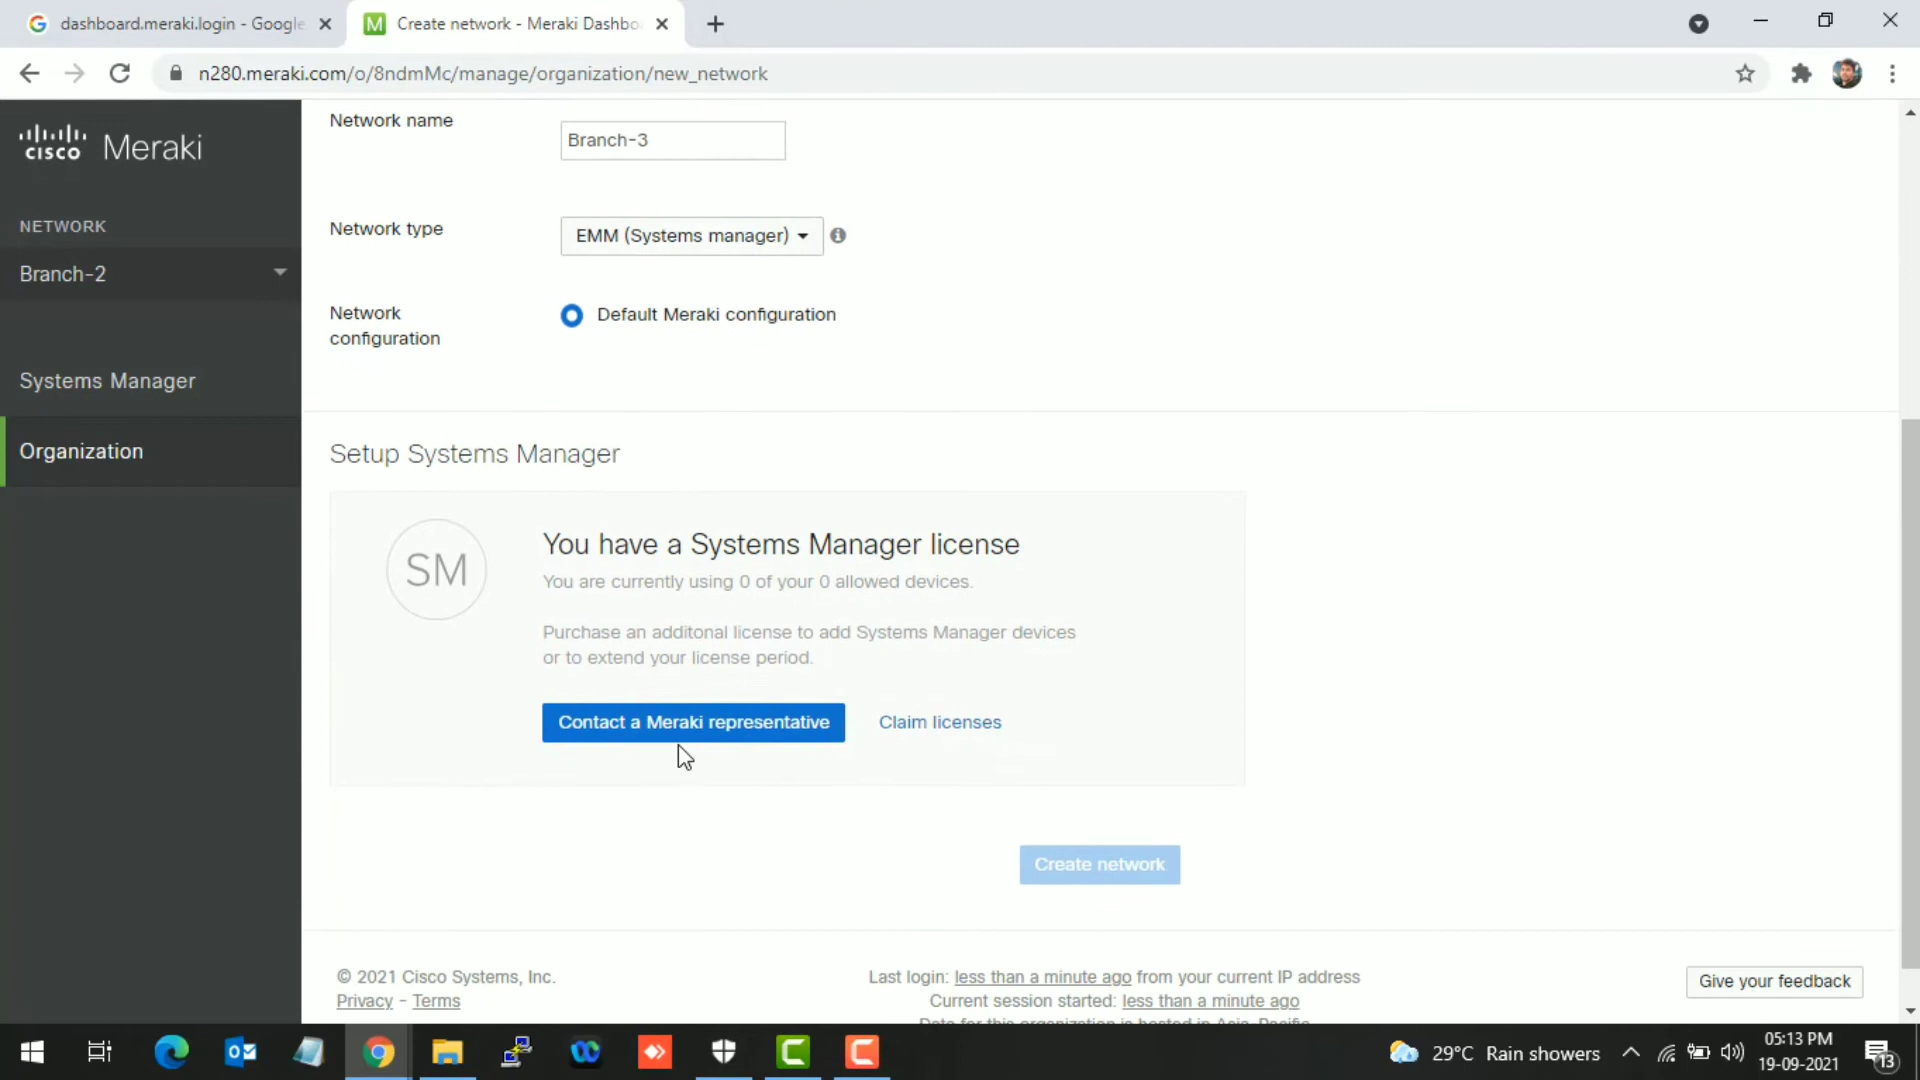 dashboard.meraki.login - Google
Create network - Meraki Dashbo
n280.meraki.com/o/8ndmMc/manage/organization/new_network
cisco Meraki
NETWORK
Branch-2
Systems Manager
Organization
Network name
Branch-3
Network type
EMM (Systems manager)
Network
configuration
Default Meraki configuration
Setup Systems Manager
SM
You have a Systems Manager license
You are currently using 0 of your 0 allowed devices.
Purchase an additonal license to add Systems Manager devices
or to extend your license period.
Contact a Meraki representative
Claim licenses
Create network
© 2021 Cisco Systems, Inc.
Privacy - Terms
Last login: less than a minute ago from your current IP address
Current session started: less than a minute ago
Data for this organization is hosted in Asia-Pacific
Give your feedback
29°C Rain showers
05:13 PM
19-09-2021
13